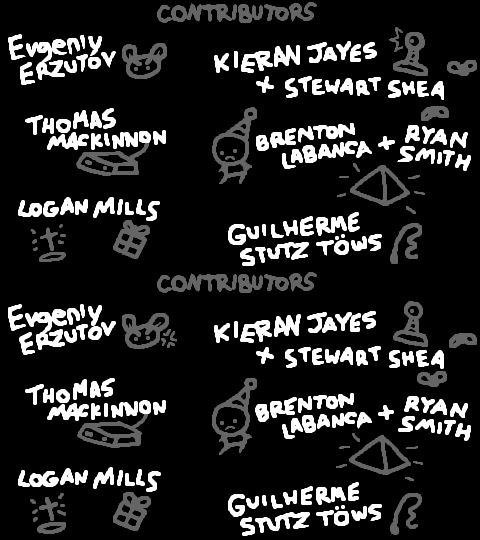 CONTRIBUTORS
Evgeniy
ERZUTOV
KIERAN JAYES
+ STEWART SHEA
THOMAS
MACKINNON
BRENTON
LABANCA + RYAN
SMITH
LOGAN MILLS
GUILHERME
STUTZ TÖWS
CONTRIBUTORS
Evgeniy
ERZUTOV
KIERAN JAYES
+ STEWART SHEA
THOMAS
MACKINNON
BRENTON
LABANCA + RYAN
SMITH
LOGAN MILLS
GUILHERME
STUTZ TÖWS